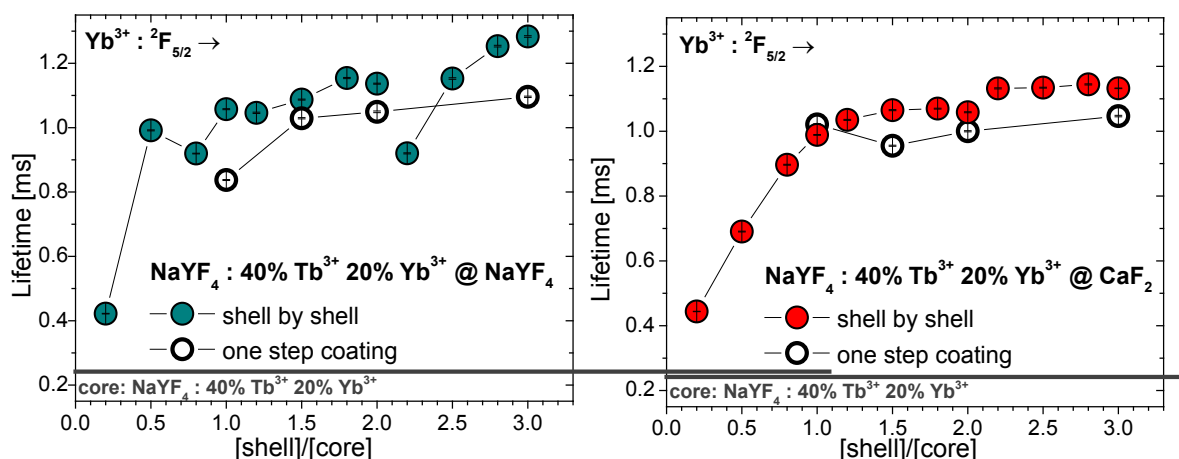 Yb³⁺ : ²F₅/₂ →
Lifetime [ms]
1.2
1.0
0.8
0.6
0.4
0.2
NaYF₄ : 40% Tb³⁺ 20% Yb³⁺ @ NaYF₄
shell by shell
one step coating
core: NaYF₄ : 40% Tb³⁺ 20% Yb³⁺
0.0 0.5 1.0 1.5 2.0 2.5 3.0
[shell]/[core]
Yb³⁺ : ²F₅/₂ →
Lifetime [ms]
1.2
1.0
0.8
0.6
0.4
0.2
NaYF₄ : 40% Tb³⁺ 20% Yb³⁺ @ CaF₂
shell by shell
one step coating
core: NaYF₄ : 40% Tb³⁺ 20% Yb³⁺
0.0 0.5 1.0 1.5 2.0 2.5 3.0
[shell]/[core]